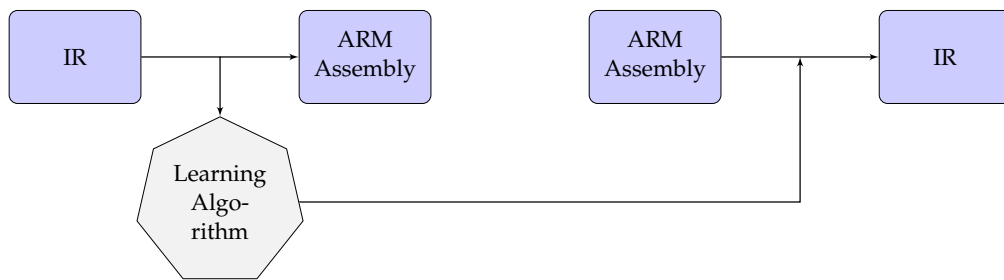 IR
ARM
Assembly
ARM
Assembly
IR
Learning
Algo-
rithm